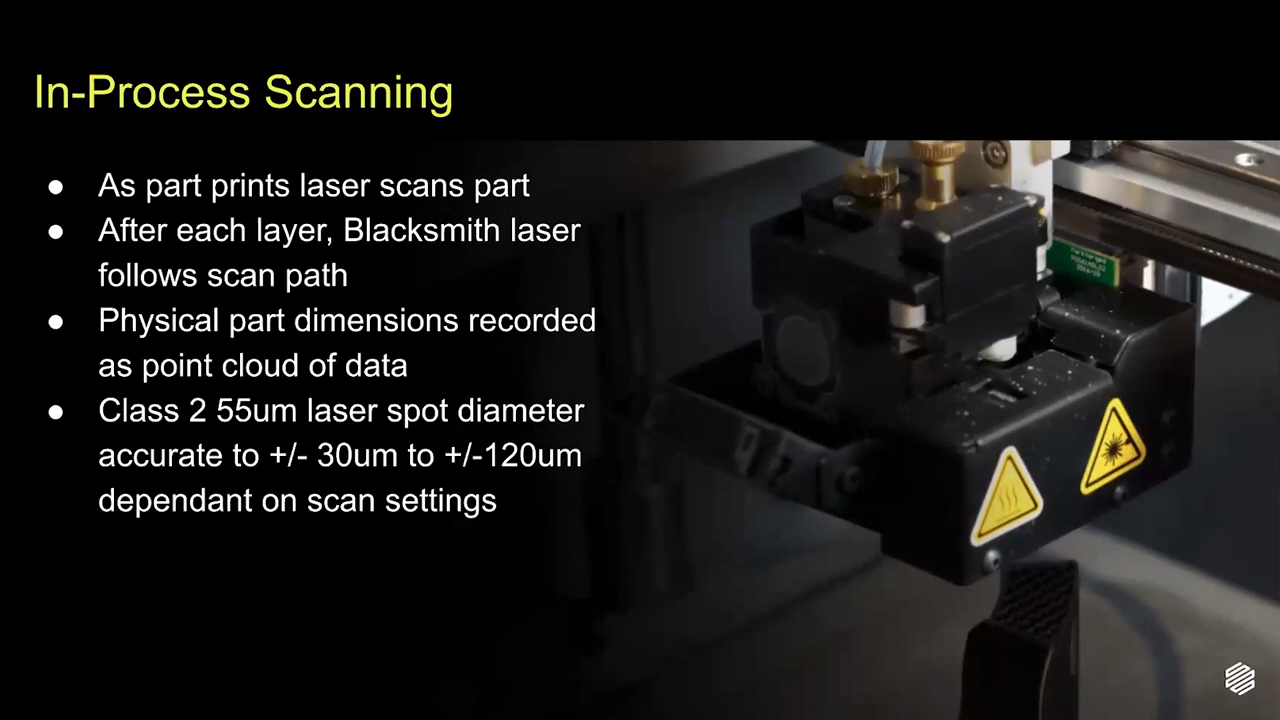 In-Process Scanning
● As part prints laser scans part
● After each layer, Blacksmith laser
follows scan path
● Physical part dimensions recorded
as point cloud of data
● Class 2 55um laser spot diameter
accurate to +/- 30um to +/-120um
dependant on scan settings